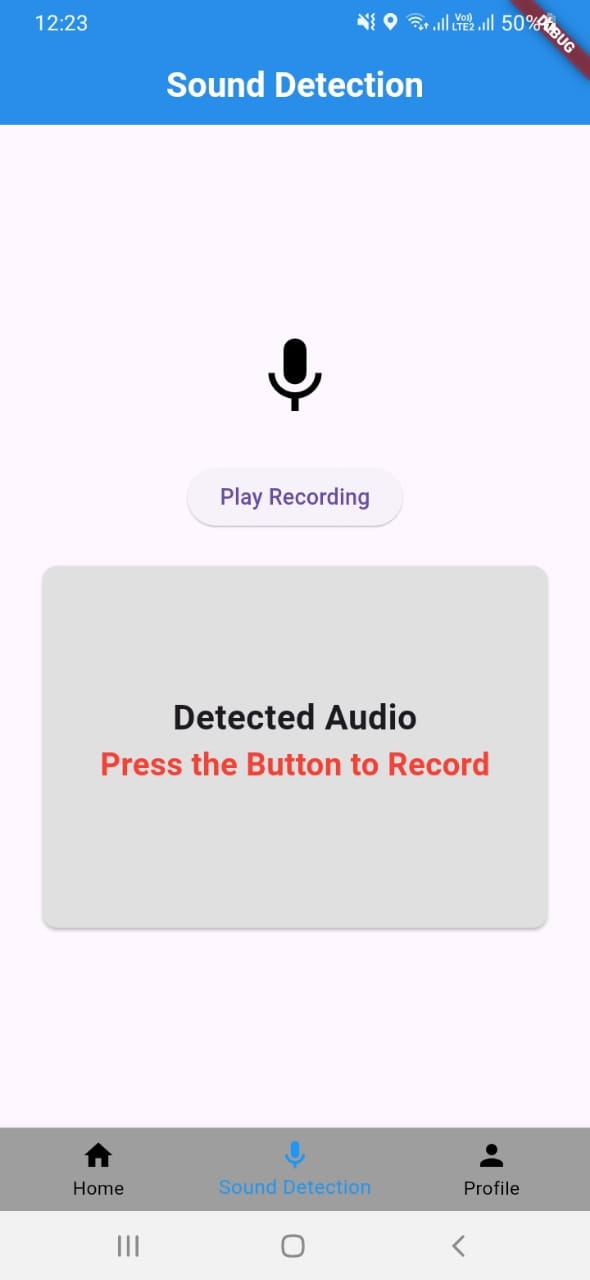 12:23
Vo)) LTE2 50%
DEBUG
Sound Detection
Play Recording
Detected Audio
Press the Button to Record
Home Sound Detection Profile